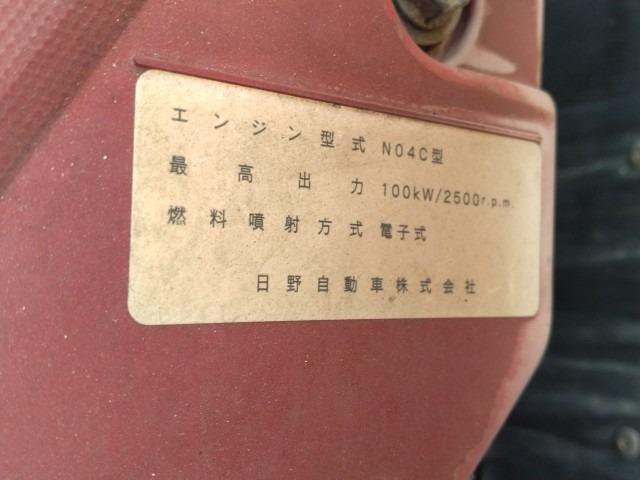 エンジン型式 N04C型
最高出力 100kW/2500r.p.m.
燃料噴射方式 電子式
日野自動車株式会社